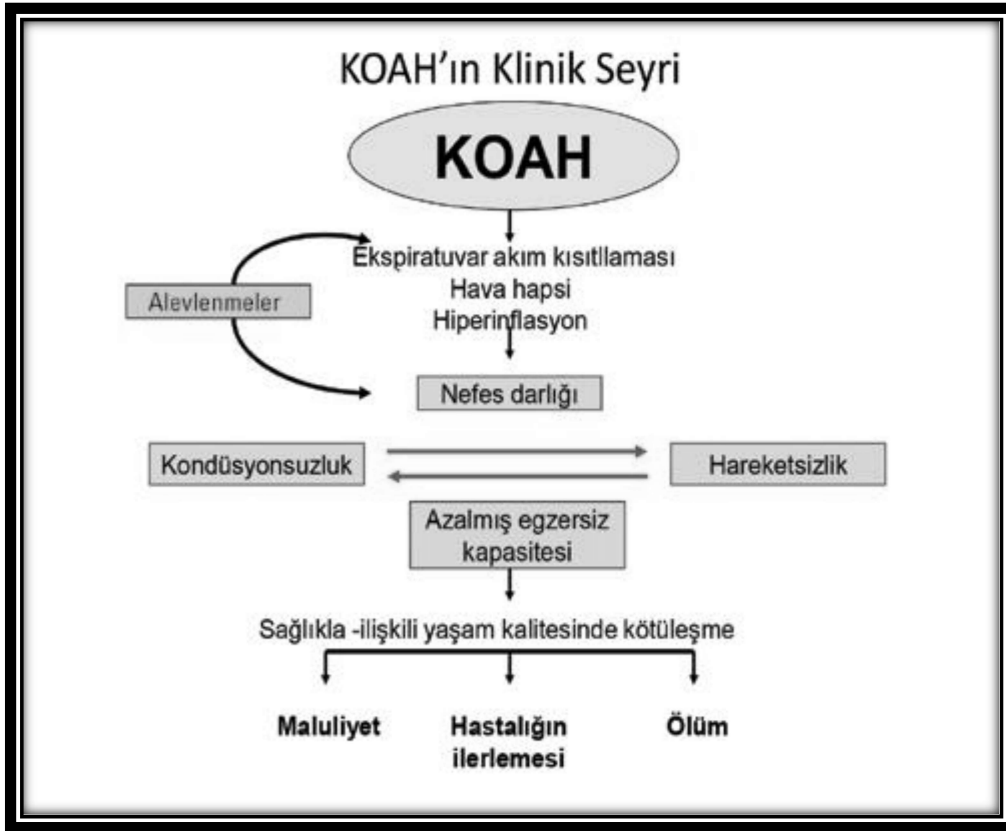 KOAH'ın Klinik Seyri
KOAH
Ekspiratuvar akım kısıtllaması
Hava hapsi
Hiperinflasyon
Alevlenmeler
Nefes darlığı
Kondüsyonsuzluk
Hareketsizlik
Azalmış egzersiz
kapasitesi
Sağlıkla -ilişkili yaşam kalitesinde kötüleşme
Maluliyet
Hastalığın
ilerlemesi
Ölüm